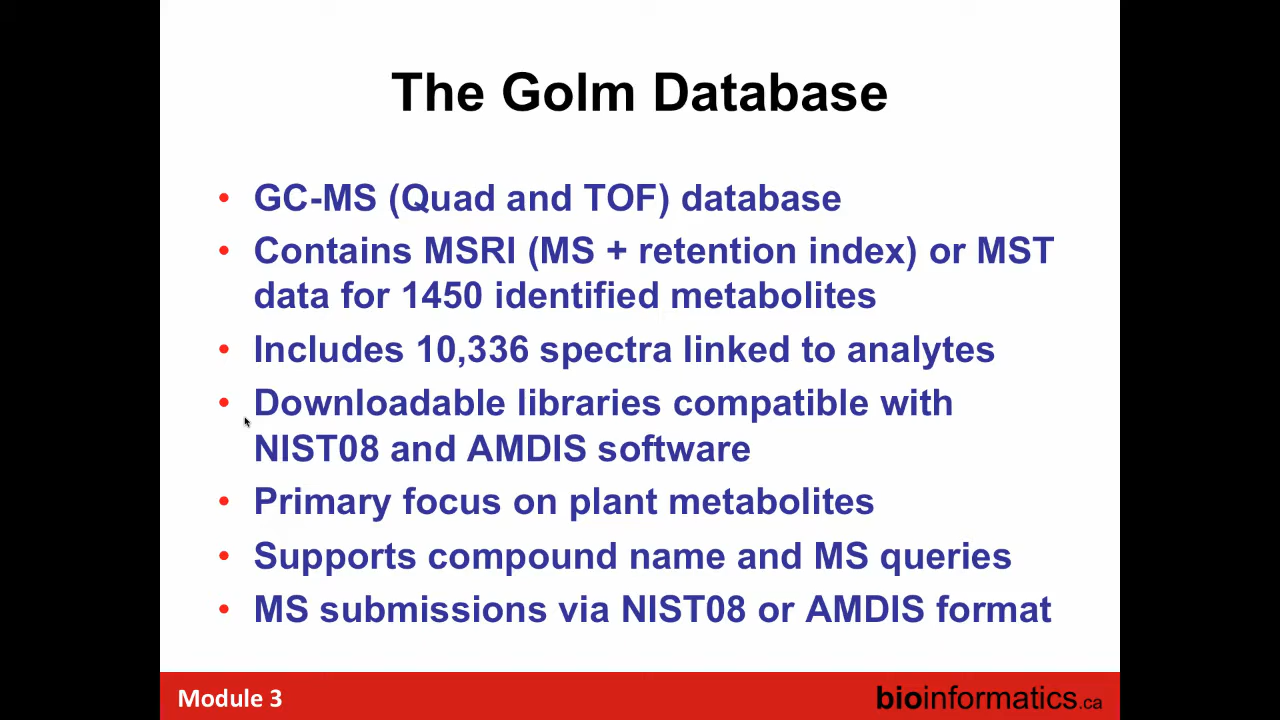 The Golm Database
• GC-MS (Quad and TOF) database
• Contains MSRI (MS + retention index) or MST
data for 1450 identified metabolites
• Includes 10,336 spectra linked to analytes
• Downloadable libraries compatible with
NIST08 and AMDIS software
• Primary focus on plant metabolites
• Supports compound name and MS queries
• MS submissions via NIST08 or AMDIS format
Module 3
bioinformatics.ca